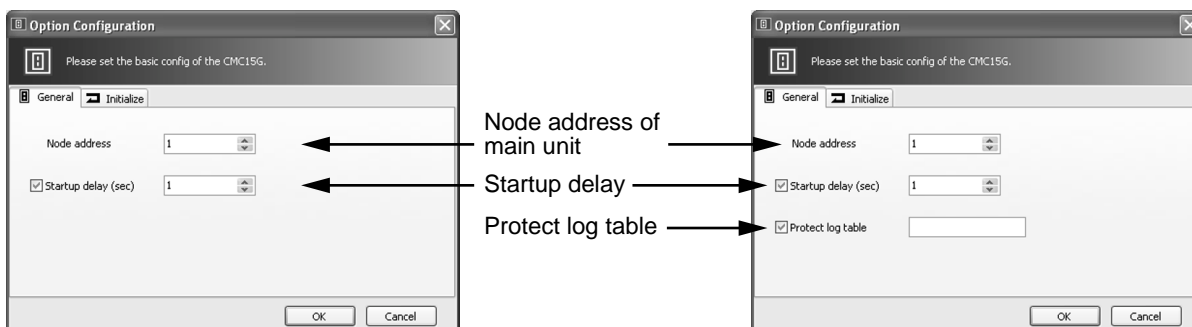 Option Configuration
Please set the basic config of the CMC15G.
General Initialize
Node address 1
Startup delay (sec) 1
OK Cancel
Node address of
main unit
Startup delay
Protect log table
Option Configuration
Please set the basic config of the CMC15G.
General Initialize
Node address 1
Startup delay (sec) 1
Protect log table
OK Cancel